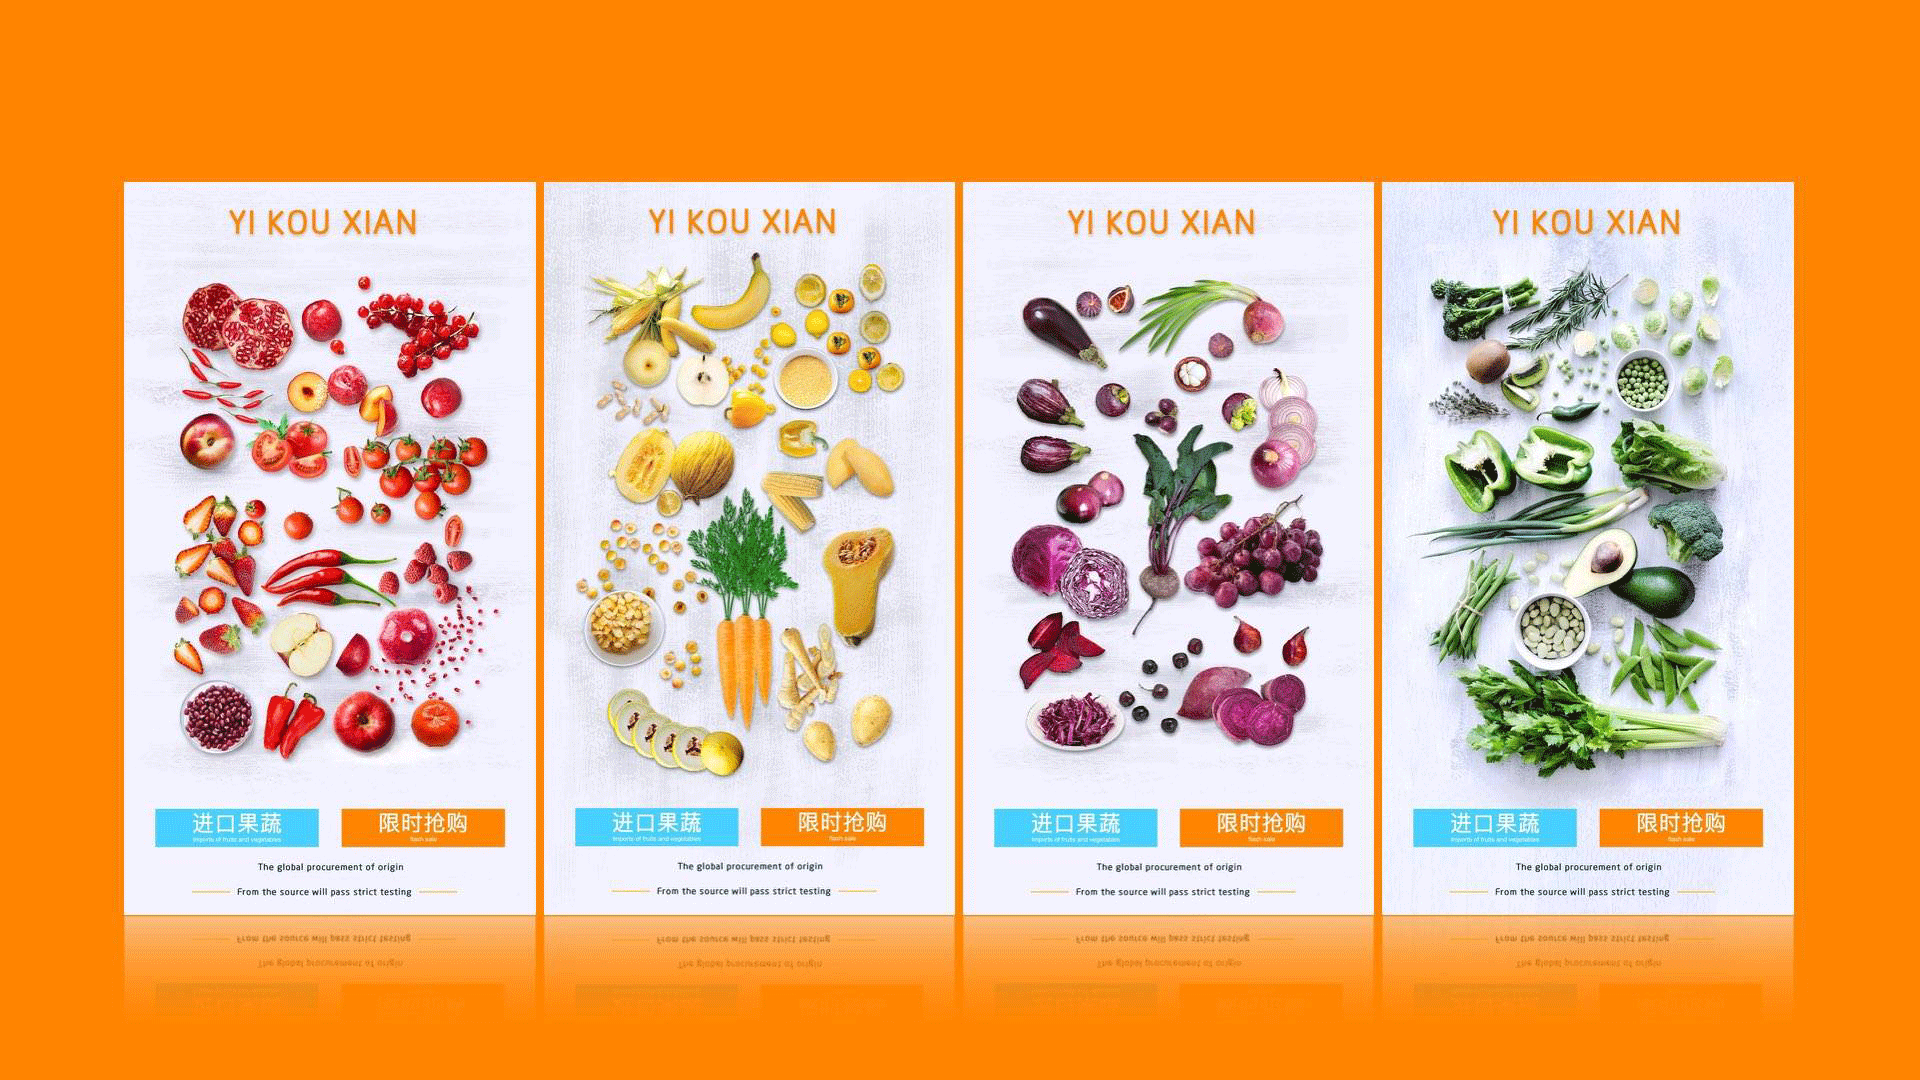 YI KOU XIAN
进口果蔬
Imports of fruits and vegetables
限时抢购
flash sale
The global procurement of origin
From the source will pass strict testing
YI KOU XIAN
进口果蔬
Imports of fruits and vegetables
限时抢购
flash sale
The global procurement of origin
From the source will pass strict testing
YI KOU XIAN
进口果蔬
Imports of fruits and vegetables
限时抢购
flash sale
The global procurement of origin
From the source will pass strict testing
YI KOU XIAN
进口果蔬
Imports of fruits and vegetables
限时抢购
flash sale
The global procurement of origin
From the source will pass strict testing